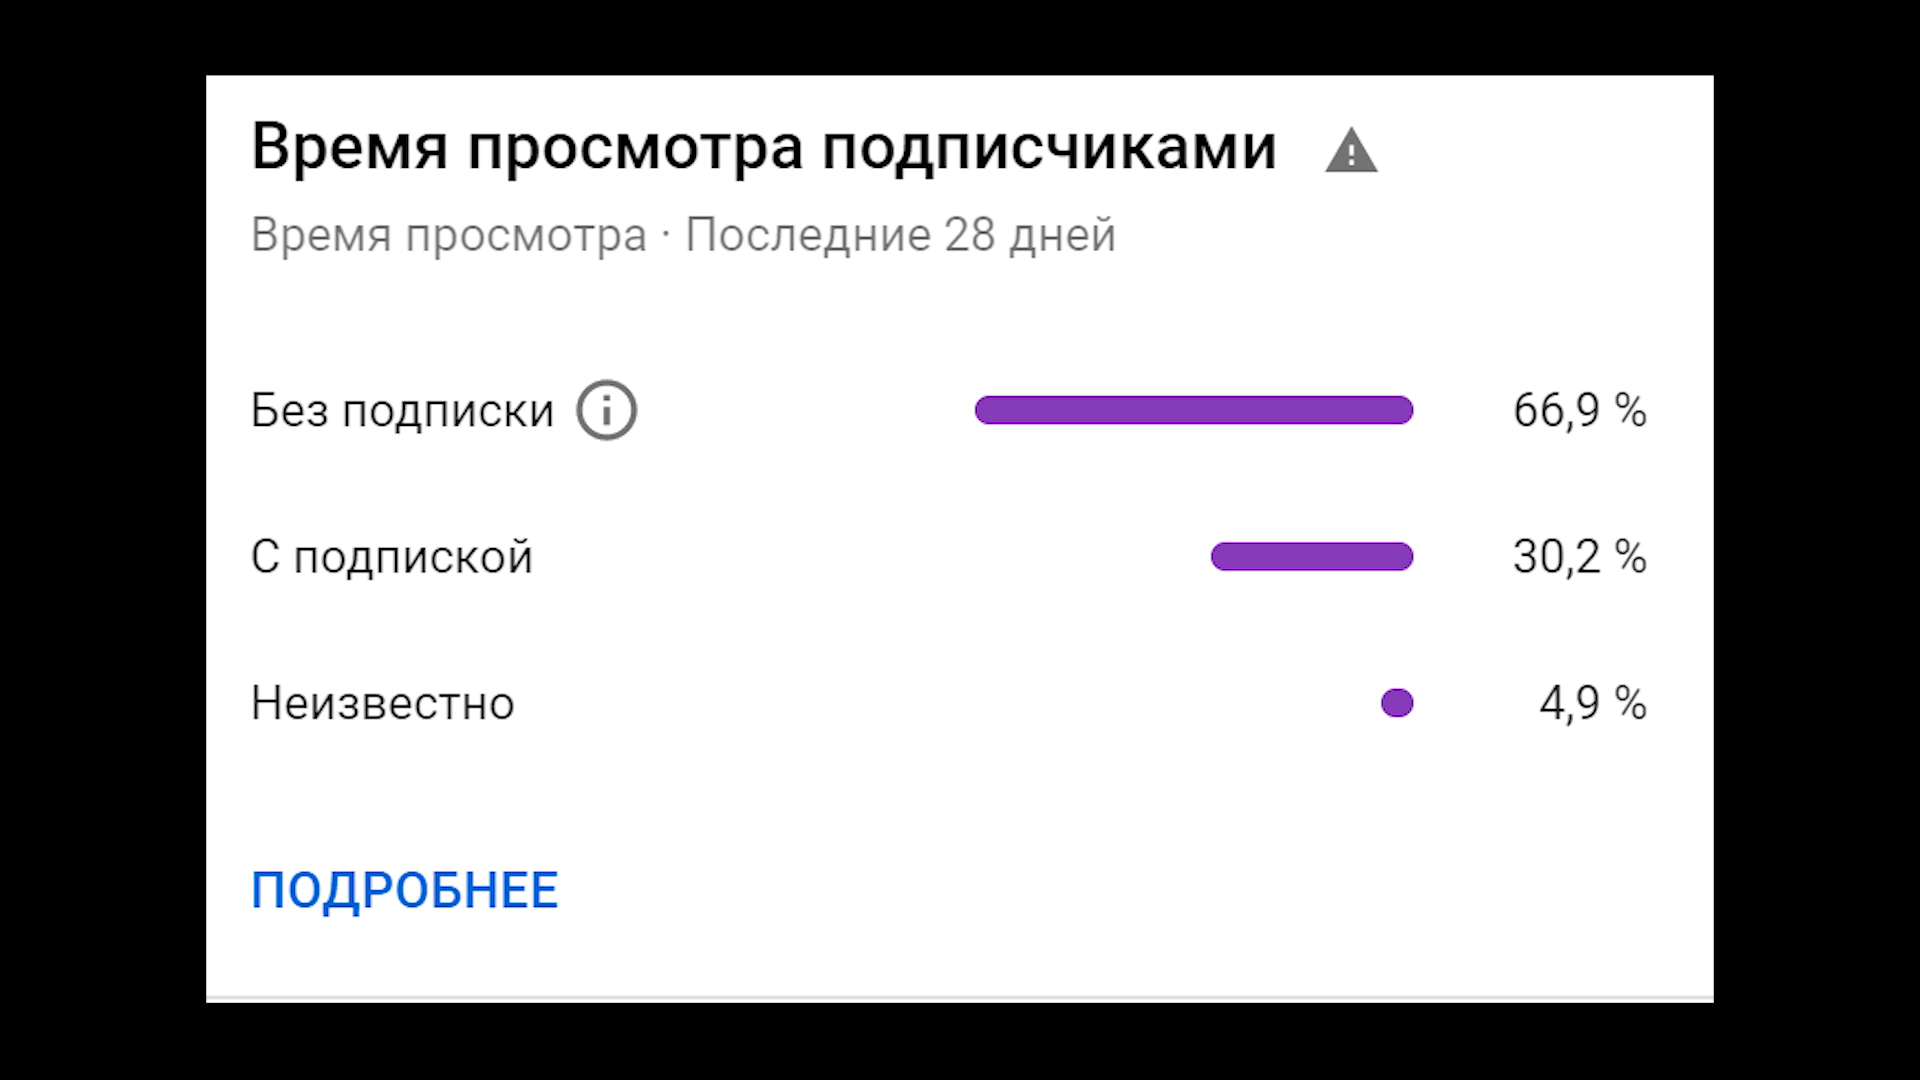 Время просмотра подписчиками
Время просмотра · Последние 28 дней
Без подписки 66,9 %
С подпиской 30,2 %
Неизвестно 4,9 %
ПОДРОБНЕЕ